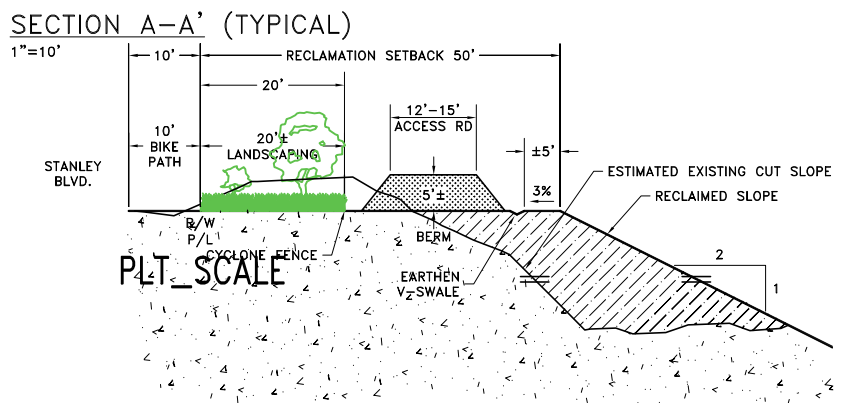 SECTION A-A' (TYPICAL)
1"=10'
10'
RECLAMATION SETBACK 50'
20'
12'-15'
ACCESS RD
10'
BIKE
PATH
20'±
LANDSCAPING
±5'
STANLEY
BLVD.
ESTIMATED EXISTING CUT SLOPE
3%
RECLAIMED SLOPE
5'±
R/W
&
P/L
BERM
CYCLONE FENCE
2
PLT_SCALE
EARTHEN
V-SWALE
1